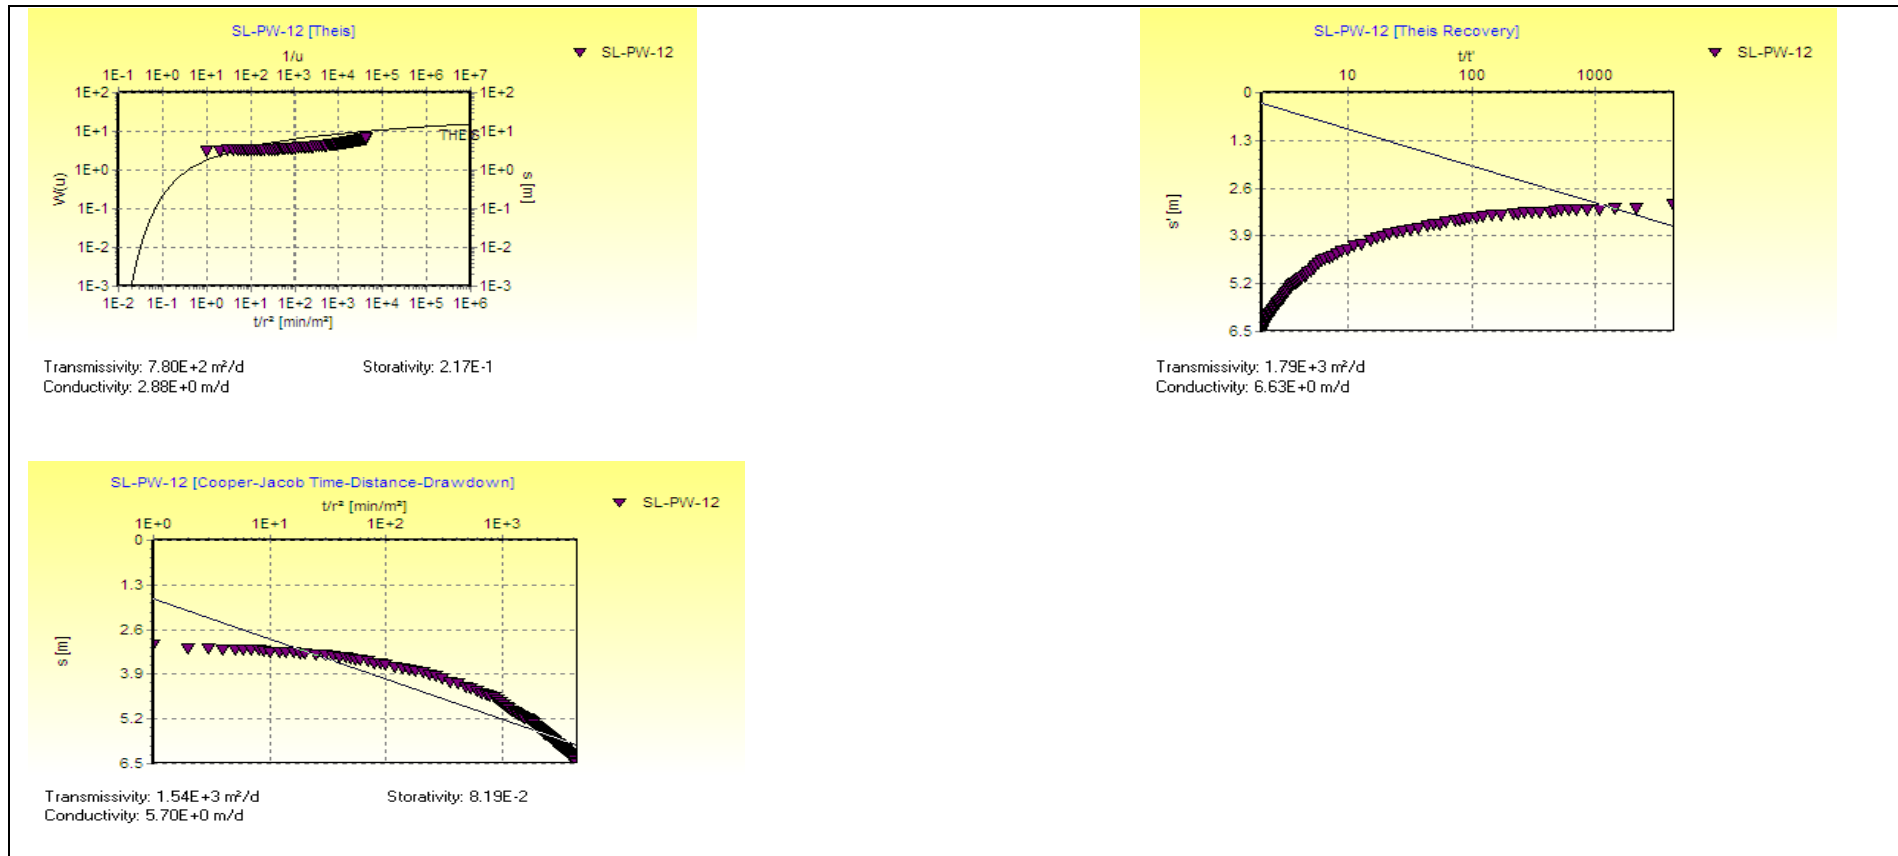 SL-PW-12 [Theis]
1/u
SL-PW-12
1E-1 1E+0 1E+1 1E+2 1E+3 1E+4 1E+5 1E+6 1E+7
1E+2 1E+2
1E+1 1E+1
THEIS
1E+0 1E+0
1E-1 1E-1
1E-2 1E-2
1E-3 1E-3
W(u)
s [m]
1E-2 1E-1 1E+0 1E+1 1E+2 1E+3 1E+4 1E+5 1E+6
t/r² [min/m²]
Transmissivity: 7.80E+2 m²/d Storativity: 2.17E-1
Conductivity: 2.88E+0 m/d
SL-PW-12 [Theis Recovery]
t/t'
SL-PW-12
10 100 1000
0
1.3
2.6
3.9
5.2
6.5
s' [m]
Transmissivity: 1.79E+3 m²/d
Conductivity: 6.63E+0 m/d
SL-PW-12 [Cooper-Jacob Time-Distance-Drawdown]
t/r² [min/m²]
SL-PW-12
1E+0 1E+1 1E+2 1E+3
0
1.3
2.6
3.9
5.2
6.5
s [m]
Transmissivity: 1.54E+3 m²/d Storativity: 8.19E-2
Conductivity: 5.70E+0 m/d